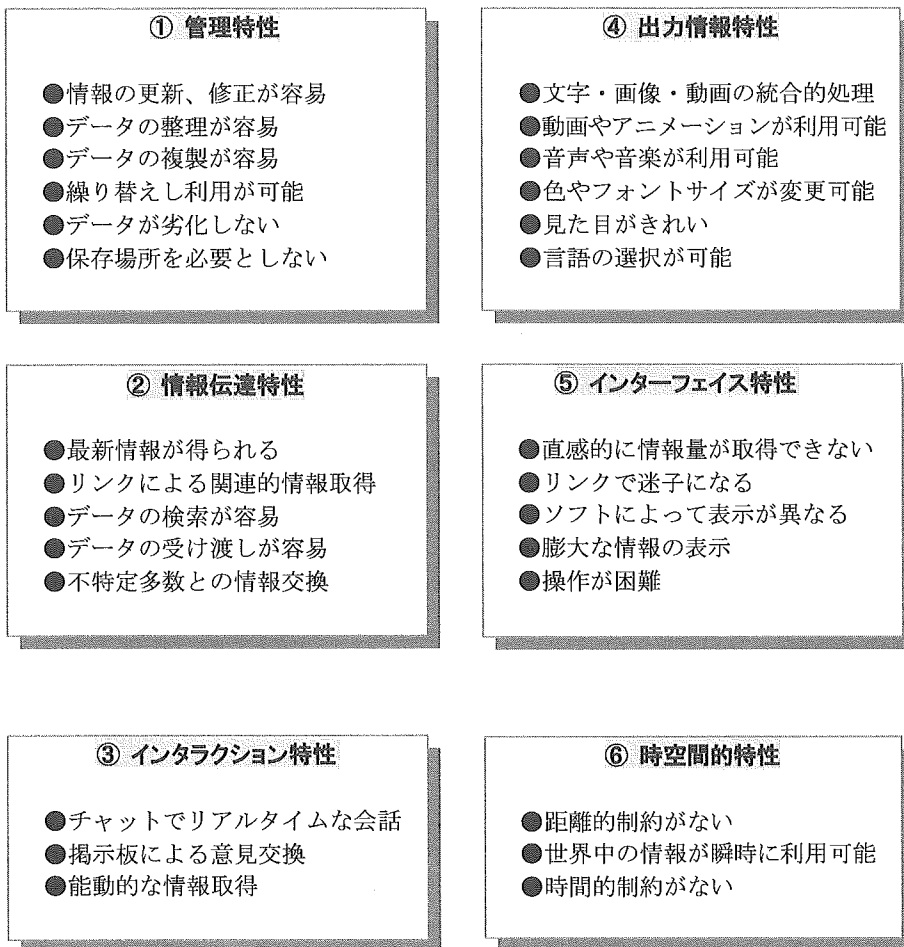 ① 管理特性
●情報の更新、修正が容易
●データの整理が容易
●データの複製が容易
●繰り替えし利用が可能
●データが劣化しない
●保存場所を必要としない
② 情報伝達特性
●最新情報が得られる
●リンクによる関連的情報取得
●データの検索が容易
●データの受け渡しが容易
●不特定多数との情報交換
③ インタラクション特性
●チャットでリアルタイムな会話
●掲示板による意見交換
●能動的な情報取得
④ 出力情報特性
●文字・画像・動画の統合的処理
●動画やアニメーションが利用可能
●音声や音楽が利用可能
●色やフォントサイズが変更可能
●見た目がきれい
●言語の選択が可能
⑤ インターフェイス特性
●直感的に情報量が取得できない
●リンクで迷子になる
●ソフトによって表示が異なる
●膨大な情報の表示
●操作が困難
⑥ 時空間的特性
●距離的制約がない
●世界中の情報が瞬時に利用可能
●時間的制約がない